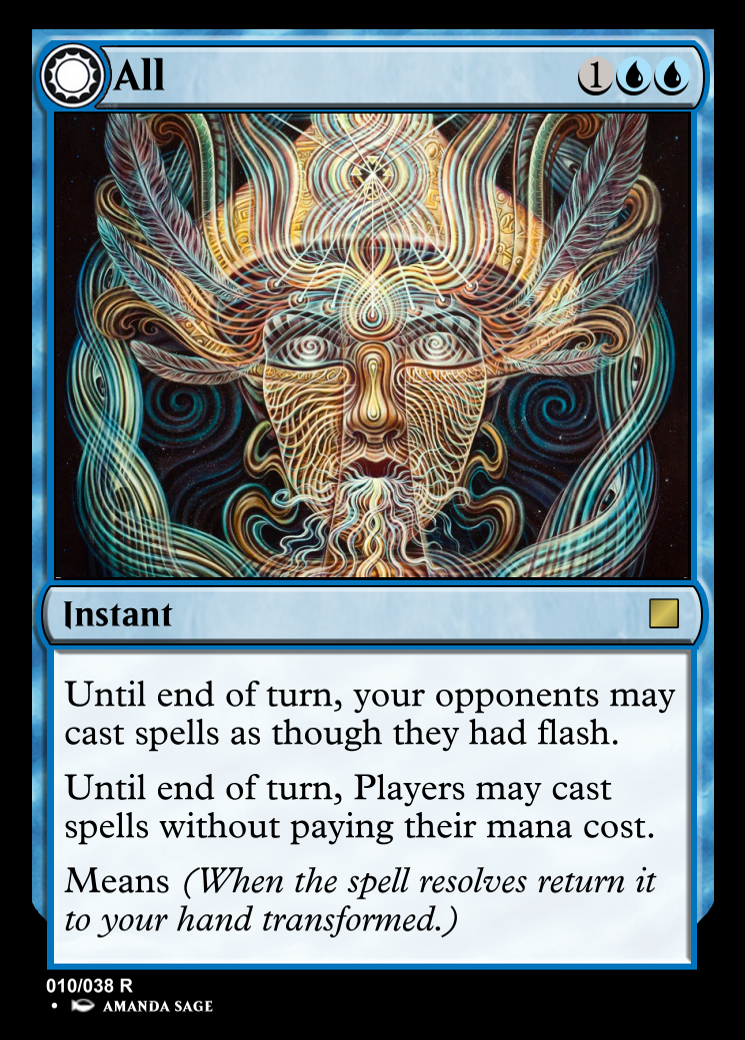 All 1
Instant
Until end of turn, your opponents may
cast spells as though they had flash.
Until end of turn, Players may cast
spells without paying their mana cost.
Means (When the spell resolves return it
to your hand transformed.)
010/038 R
• AMANDA SAGE